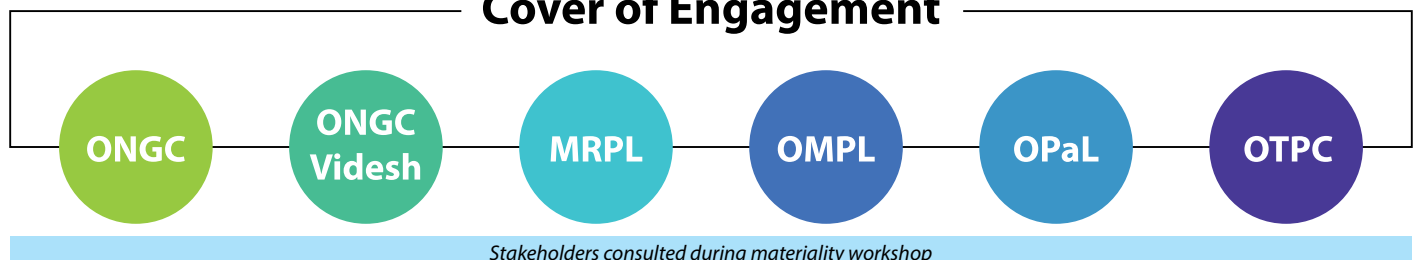 Cover of Engagement
ONGC
ONGC
Videsh
MRPL
OMPL
OPaL
OTPC
Stakeholders consulted during materiality workshop